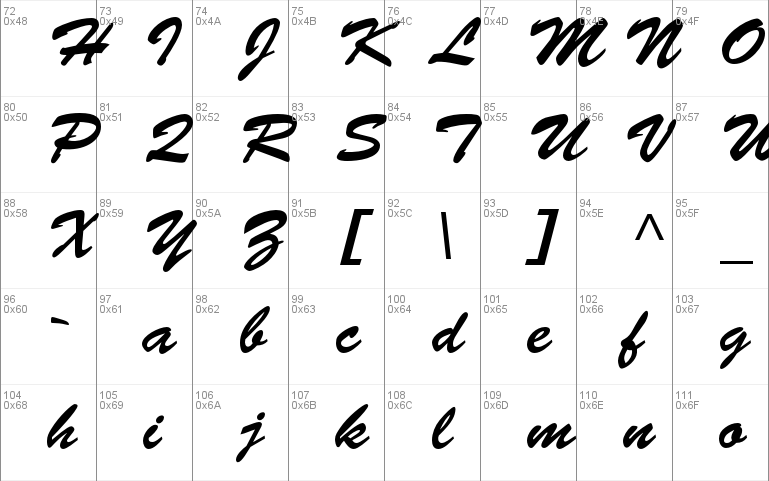 72 73 74 75 76 77 78 79
0x48 0x49 0x4A 0x4B 0x4C 0x4D 0x4E 0x4F
H I J K L M N O
80 81 82 83 84 85 86 87
0x50 0x51 0x52 0x53 0x54 0x55 0x56 0x57
P Q R S T U V W
88 89 90 91 92 93 94 95
0x58 0x59 0x5A 0x5B 0x5C 0x5D 0x5E 0x5F
X Y Z [ \ ] ^ _
96 97 98 99 100 101 102 103
0x60 0x61 0x62 0x63 0x64 0x65 0x66 0x67
` a b c d e f g
104 105 106 107 108 109 110 111
0x68 0x69 0x6A 0x6B 0x6C 0x6D 0x6E 0x6F
h i j k l m n o